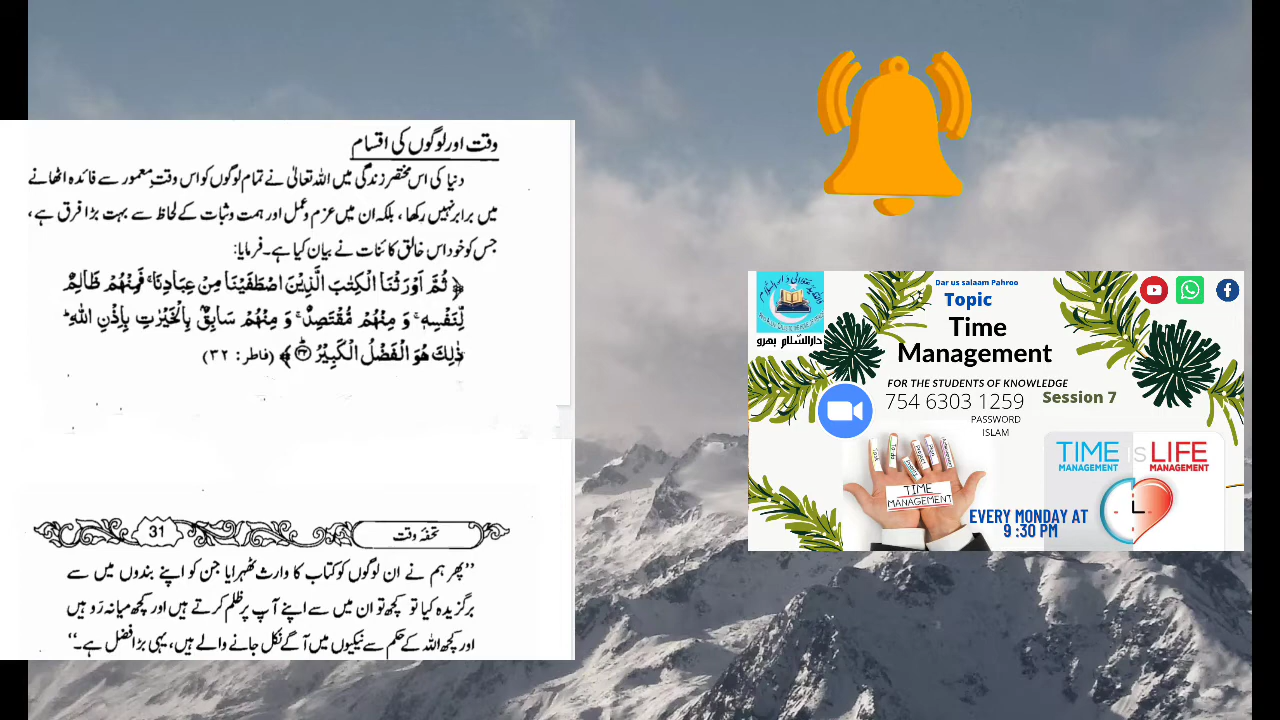 وقت اور لوگوں کی اقسام
دنیا کی اس مختصر زندگی میں اللہ تعالیٰ نے تمام لوگوں کو اس وقتِ معمور سے فائدہ اٹھانے
میں برابر نہیں رکھا، بلکہ ان میں عزم و عمل اور ہمت و ثبات کے لحاظ سے بہت بڑا فرق ہے،
جس کو خود اس خالق کائنات نے بیان کیا ہے۔ فرمایا:
﴿ ثُمَّ اَوْرَثْنَا الْكِتٰبَ الَّذِيْنَ اصْطَفَيْنَا مِنْ عِبَادِنَا ۚ فَمِنْهُمْ ظَالِمٌ
لِّنَفْسِهٖ ۚ وَ مِنْهُمْ مُّقْتَصِدٌ ۚ وَ مِنْهُمْ سَابِقٌۢ بِالْخَيْرٰتِ بِاِذْنِ اللّٰهِ ؕ
ذٰلِكَ هُوَ الْفَضْلُ الْكَبِيْرُ ﴾ (فاطر: ۳۲)
31
تحفۂ وقت
’’پھر ہم نے ان لوگوں کو کتاب کا وارث ٹھہرایا جن کو اپنے بندوں میں سے
برگزیدہ کیا تو کچھ تو ان میں سے اپنے آپ پر ظلم کرتے ہیں اور کچھ میانہ رَو ہیں
اور کچھ اللہ کے حکم سے نیکیوں میں آگے نکل جانے والے ہیں، یہی بڑا فضل ہے۔‘‘
دارالسّلام پہرو
Dar us salaam Pahroo
Topic
Time
Management
FOR THE STUDENTS OF KNOWLEDGE
754 6303 1259
Session 7
PASSWORD
ISLAM
TIME
MANAGEMENT
TIME
MANAGEMENT
IS
LIFE
MANAGEMENT
EVERY MONDAY AT
9 :30 PM